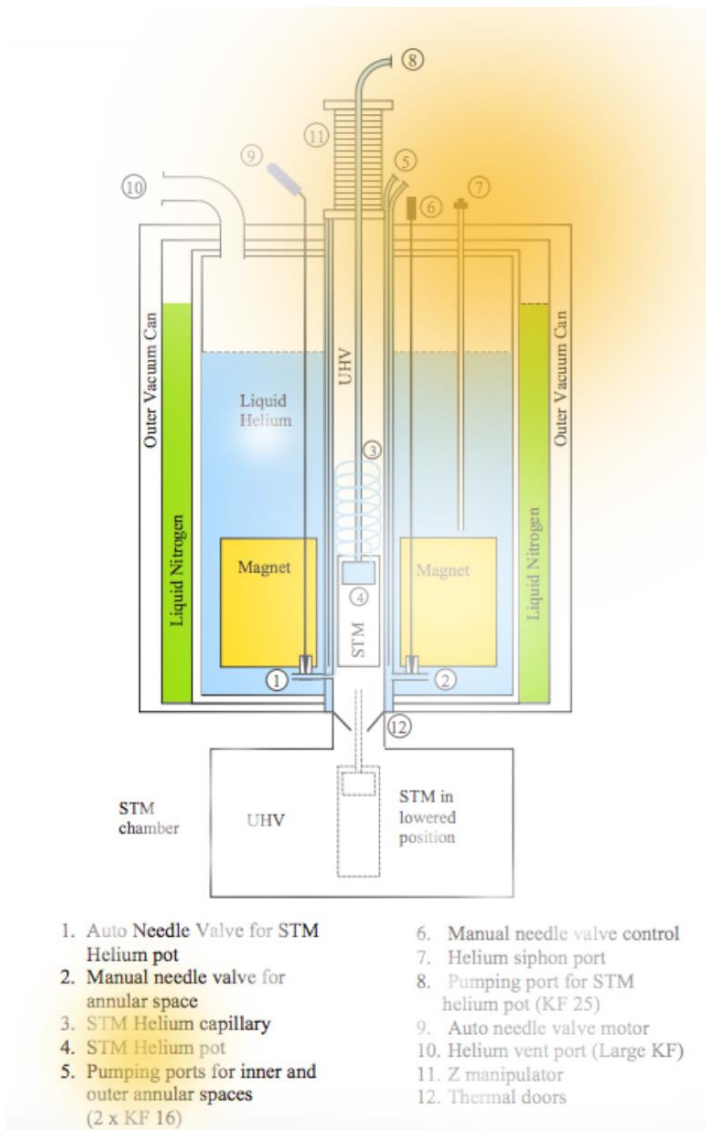 8
11
9
5
10
7
6
Outer Vacuum Can
Outer Vacuum Can
UHV
Liquid
Helium
3
Liquid Nitrogen
Liquid Nitrogen
Magnet
Magnet
4
STM
1
2
12
STM
chamber
UHV
STM in
lowered
position
1. Auto Needle Valve for STM
Helium pot
2. Manual needle valve for
annular space
3. STM Helium capillary
4. STM Helium pot
5. Pumping ports for inner and
outer annular spaces
(2 x KF 16)
6. Manual needle valve control
7. Helium siphon port
8. Pumping port for STM
helium pot (KF 25)
9. Auto needle valve motor
10. Helium vent port (Large KF)
11. Z manipulator
12. Thermal doors